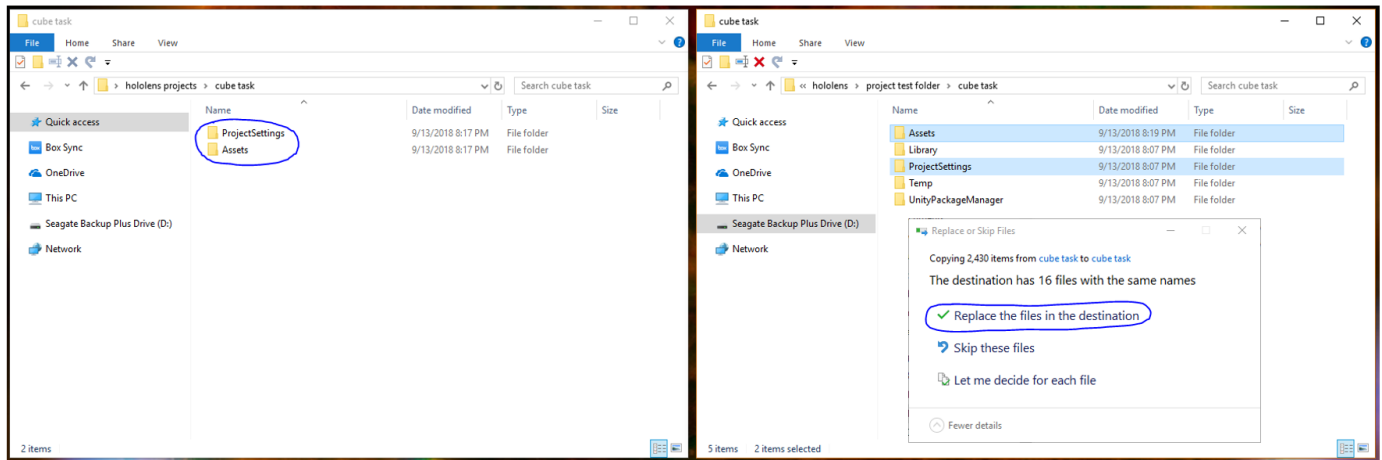 cube task
File Home Share View
hololens projects > cube task
Search cube task
Name Date modified Type Size
Quick access
Box Sync
OneDrive
This PC
Seagate Backup Plus Drive (D:)
Network
ProjectSettings 9/13/2018 8:17 PM File folder
Assets 9/13/2018 8:17 PM File folder
2 items
cube task
File Home Share View
« hololens > project test folder > cube task
Search cube task
Name Date modified Type Size
Quick access
box Box Sync
OneDrive
This PC
Seagate Backup Plus Drive (D:)
Network
Assets 9/13/2018 8:19 PM File folder
Library 9/13/2018 8:07 PM File folder
ProjectSettings 9/13/2018 8:07 PM File folder
Temp 9/13/2018 8:07 PM File folder
UnityPackageManager 9/13/2018 8:07 PM File folder
Replace or Skip Files
Copying 2,430 items from cube task to cube task
The destination has 16 files with the same names
Replace the files in the destination
Skip these files
Let me decide for each file
Fewer details
5 items 2 items selected